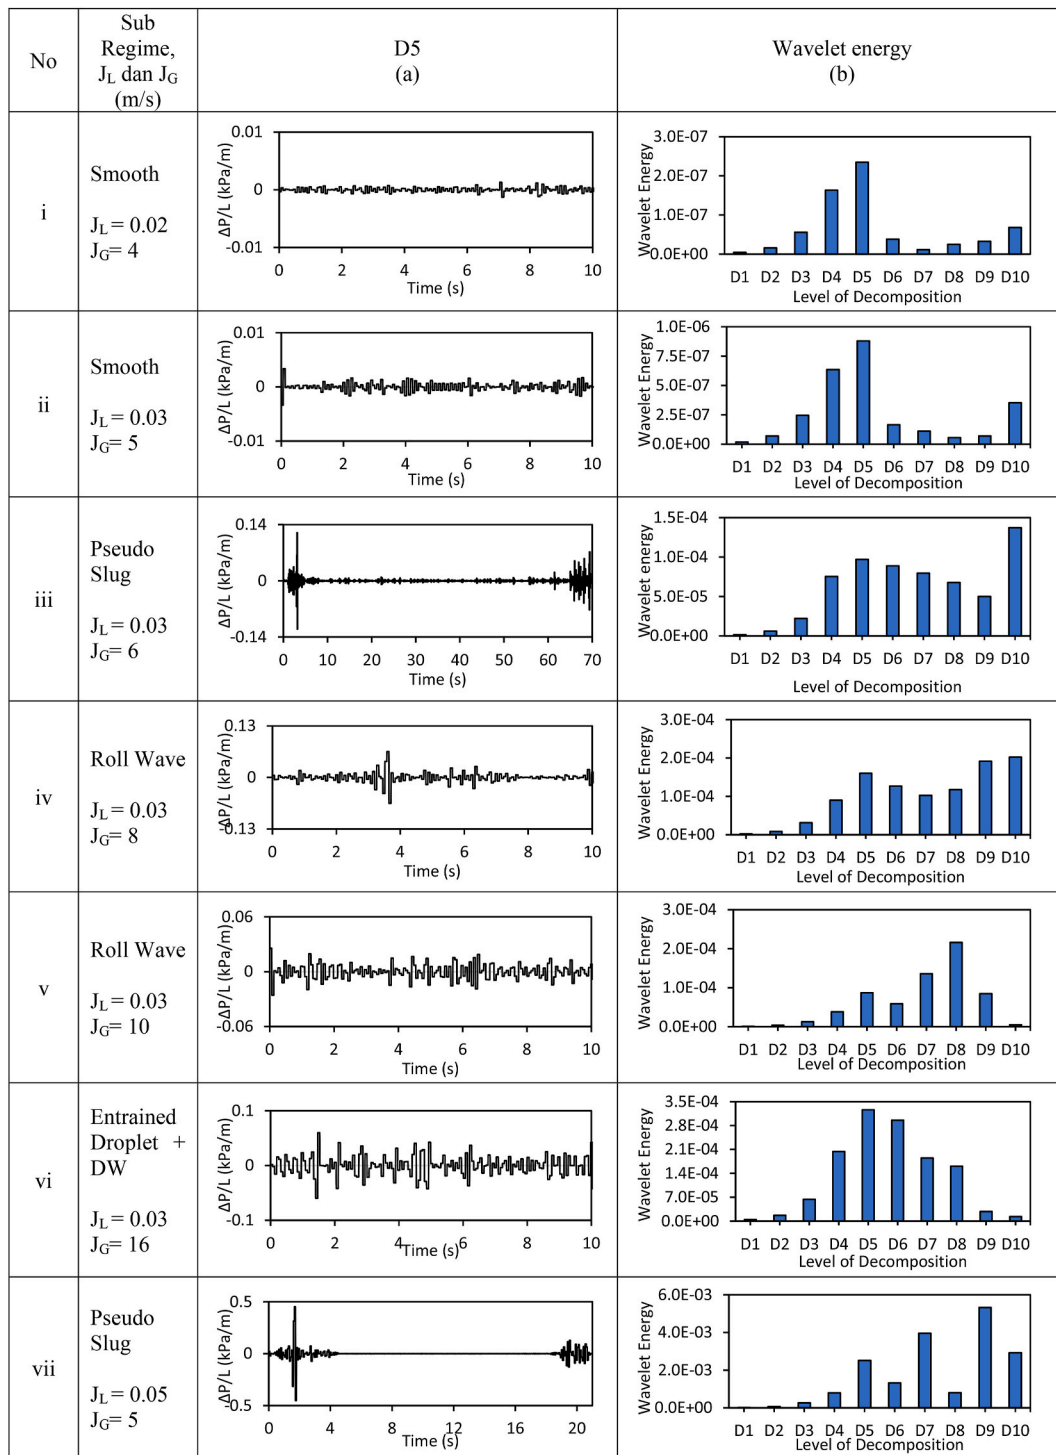 No
Sub
Regime,
J_L dan J_G
(m/s)
D5
(a)
Wavelet energy
(b)
i
Smooth
J_L = 0.02
J_G= 4
ΔP/L (kPa/m)
0.01
0
-0.01
0 2 4 6 8 10
Time (s)
Wavelet Energy
3.0E-07
2.0E-07
1.0E-07
0.0E+00
D1 D2 D3 D4 D5 D6 D7 D8 D9 D10
Level of Decomposition
ii
Smooth
J_L = 0.03
J_G= 5
ΔP/L (kPa/m)
0.01
0
-0.01
0 2 4 6 8 10
Time (s)
Wavelet Energy
1.0E-06
7.5E-07
5.0E-07
2.5E-07
0.0E+00
D1 D2 D3 D4 D5 D6 D7 D8 D9 D10
Level of Decomposition
iii
Pseudo
Slug
J_L = 0.03
J_G= 6
ΔP/L (kPa/m)
0.14
0
-0.14
0 10 20 30 40 50 60 70
Time (s)
Wavelet energy
1.5E-04
1.0E-04
5.0E-05
0.0E+00
D1 D2 D3 D4 D5 D6 D7 D8 D9 D10
Level of Decomposition
iv
Roll Wave
J_L = 0.03
J_G= 8
ΔP/L (kPa/m)
0.13
0
-0.13
0 2 4 6 8 10
Time (s)
Wavelet Energy
3.0E-04
2.0E-04
1.0E-04
0.0E+00
D1 D2 D3 D4 D5 D6 D7 D8 D9 D10
Level of Decomposition
v
Roll Wave
J_L = 0.03
J_G= 10
ΔP/L (kPa/m)
0.06
0
-0.06
0 2 4 6 8 10
Time (s)
Wavelet Energy
3.0E-04
2.0E-04
1.0E-04
0.0E+00
D1 D2 D3 D4 D5 D6 D7 D8 D9 D10
Level of Decomposition
vi
Entrained
Droplet +
DW
J_L = 0.03
J_G= 16
ΔP/L (kPa/m)
0.1
0
-0.1
0 2 4 6 8 10
Time (s)
Wavelet Energy
3.5E-04
2.8E-04
2.1E-04
1.4E-04
7.0E-05
0.0E+00
D1 D2 D3 D4 D5 D6 D7 D8 D9 D10
Level of Decomposition
vii
Pseudo
Slug
J_L = 0.05
J_G= 5
ΔP/L (kPa/m)
0.5
0
-0.5
0 4 8 12 16 20
Time (s)
Wavelet Energy
6.0E-03
4.0E-03
2.0E-03
0.0E+00
D1 D2 D3 D4 D5 D6 D7 D8 D9 D10
Level of Decomposition